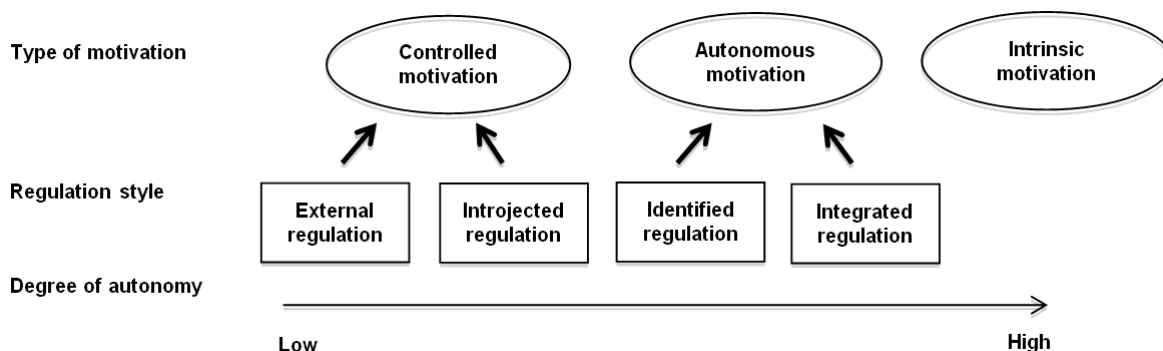 Type of motivation
Controlled
motivation
Autonomous
motivation
Intrinsic
motivation
Regulation style
External
regulation
Introjected
regulation
Identified
regulation
Integrated
regulation
Degree of autonomy
Low
High